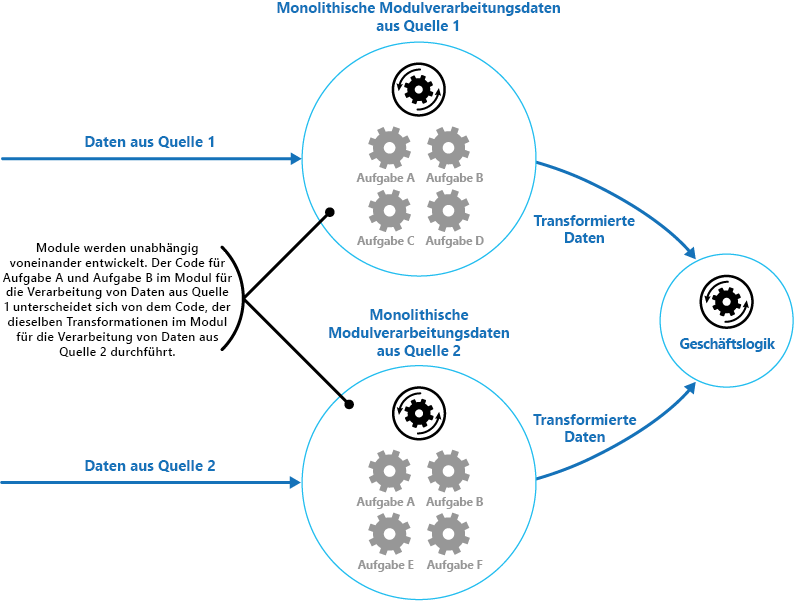 Monolithische Modulverarbeitungsdaten
aus Quelle 1
Daten aus Quelle 1
Aufgabe A
Aufgabe B
Aufgabe C
Aufgabe D
Transformierte
Daten
Module werden unabhängig
voneinander entwickelt. Der Code für
Aufgabe A und Aufgabe B im Modul für
die Verarbeitung von Daten aus Quelle
1 unterscheidet sich von dem Code, der
dieselben Transformationen im Modul
für die Verarbeitung von Daten aus
Quelle 2 durchführt.
Geschäftslogik
Monolithische
Modulverarbeitungsdaten
aus Quelle 2
Daten aus Quelle 2
Aufgabe A
Aufgabe B
Aufgabe E
Aufgabe F
Transformierte
Daten